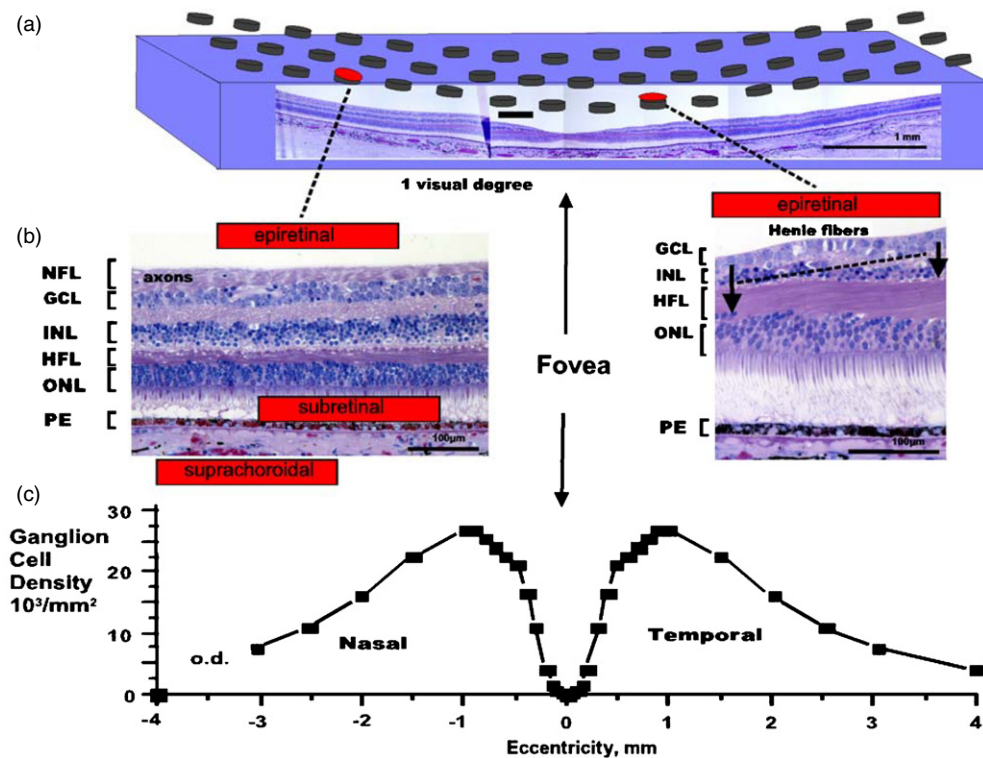 (a)
1 mm
1 visual degree
(b)
epiretinal
epiretinal
Henle fibers
NFL
axons
GCL
INL
HFL
ONL
PE
subretinal
100µm
suprachoroidal
GCL
INL
HFL
ONL
PE
100µm
Fovea
(c)
Ganglion
Cell
Density
10³/mm²
30
20
10
0
o.d.
Nasal
Temporal
-4 -3 -2 -1 0 1 2 3 4
Eccentricity, mm